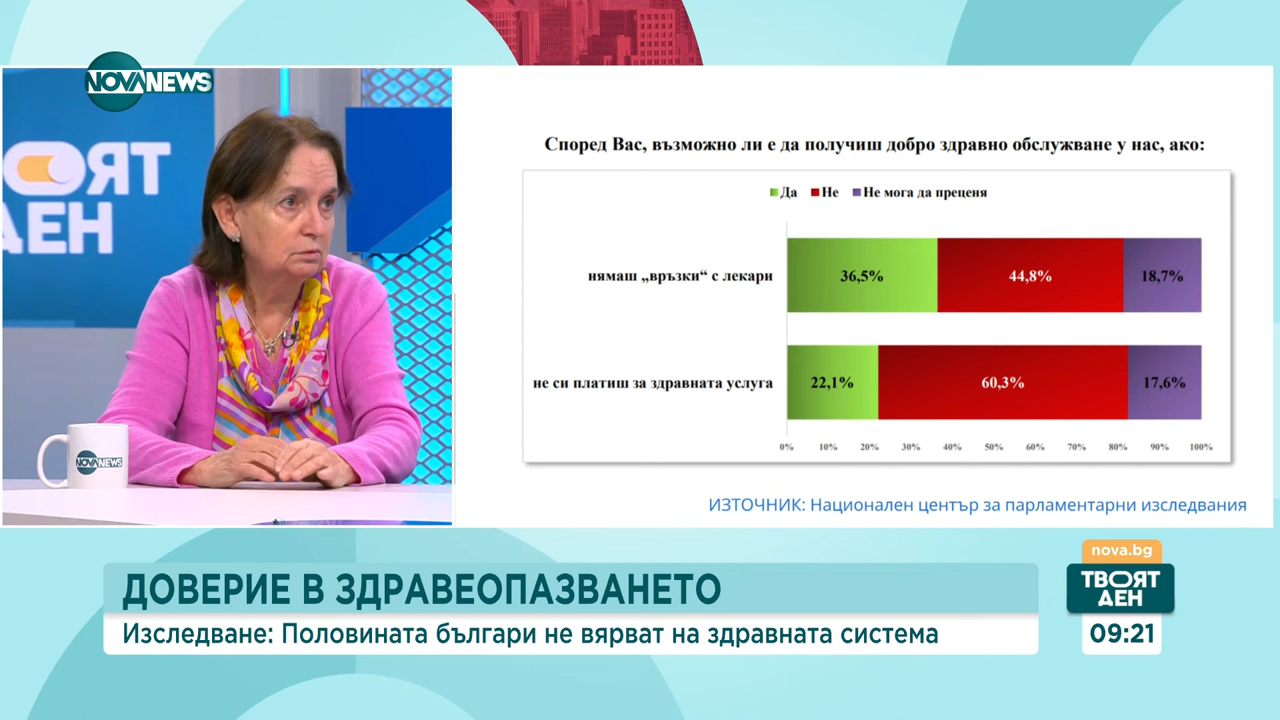 NOVANEWS
ОЯТ
ДЕН
NOVANEWS
Според Вас, възможно ли е да получиш добро здравно обслужване у нас, ако:
Да Не Не мога да преценя
нямаш „връзки“ с лекари 36,5% 44,8% 18,7%
не си платиш за здравната услуга 22,1% 60,3% 17,6%
0% 10% 20% 30% 40% 50% 60% 70% 80% 90% 100%
ИЗТОЧНИК: Национален център за парламентарни изследвания
ДОВЕРИЕ В ЗДРАВЕОПАЗВАНЕТО
Изследване: Половината българи не вярват на здравната система
nova.bg
ТВОЯТ
ДЕН
09:21